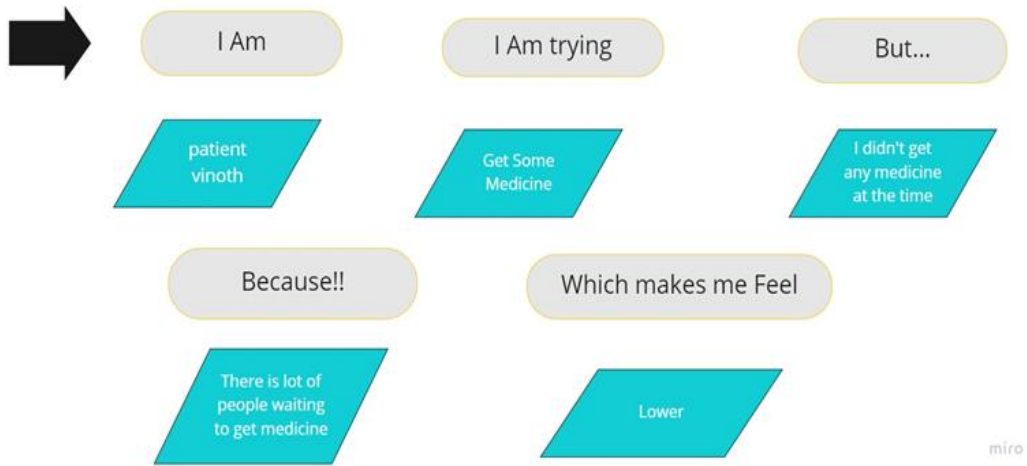 I Am
I Am trying
But...
patient
vinoth
Get Some
Medicine
I didn't get
any medicine
at the time
Because!!
Which makes me Feel
There is lot of
people waiting
to get medicine
Lower
miro